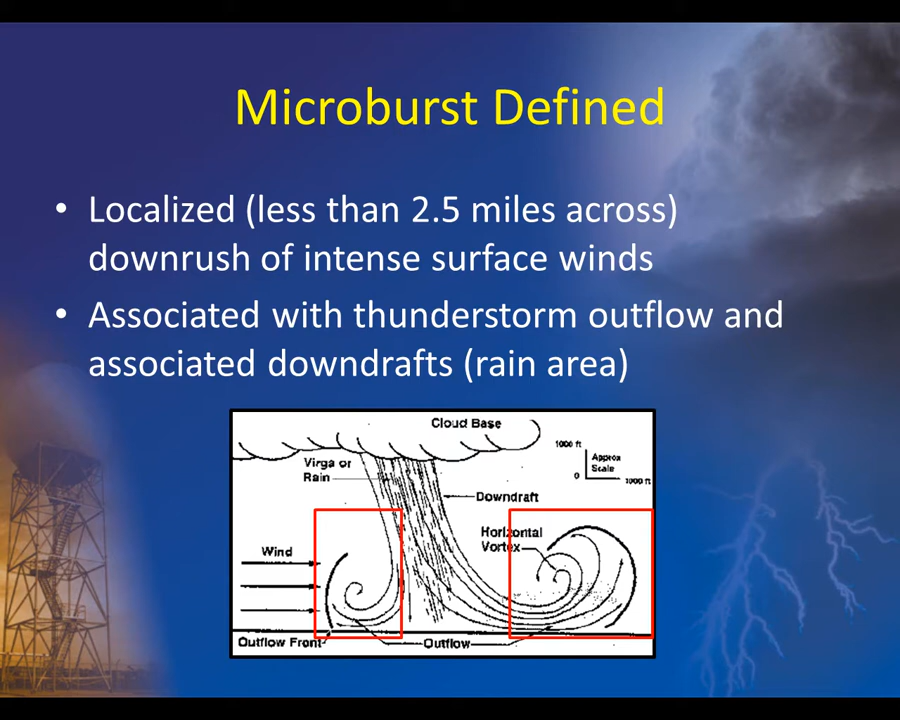 Microburst Defined
• Localized (less than 2.5 miles across)
downrush of intense surface winds
• Associated with thunderstorm outflow and
associated downdrafts (rain area)
Cloud Base
1000 ft
Approx
Scale
0
1000 ft
Virga or
Rain
Downdraft
Horizontal
Vortex
Wind
Outflow Front
Outflow